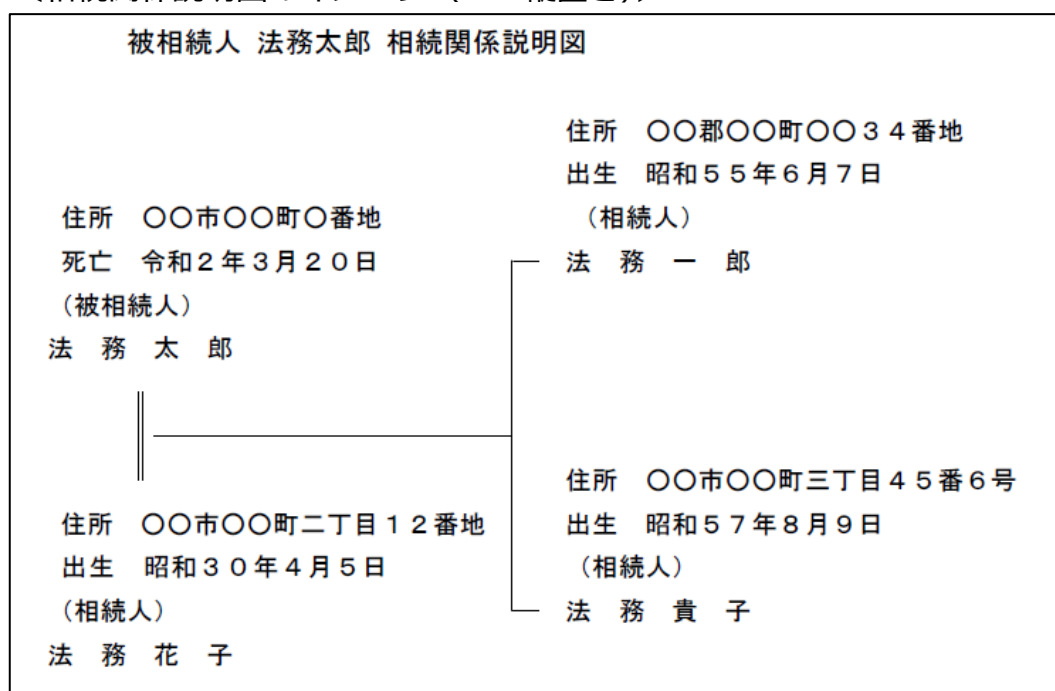 被相続人 法務太郎 相続関係説明図
住所 〇〇郡〇〇町〇〇３４番地
出生 昭和５５年６月７日
（相続人）
法 務 一 郎
住所 〇〇市〇〇町〇番地
死亡 令和２年３月２０日
（被相続人）
法 務 太 郎
住所 〇〇市〇〇町二丁目１２番地
出生 昭和３０年４月５日
（相続人）
法 務 花 子
住所 〇〇市〇〇町三丁目４５番６号
出生 昭和５７年８月９日
（相続人）
法 務 貴 子